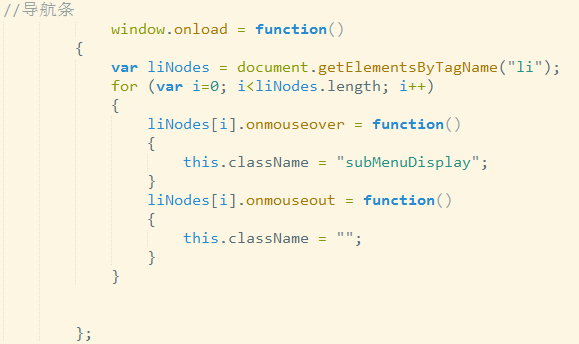 //导航条
window.onload = function()
{
var liNodes = document.getElementsByTagName("li");
for (var i=0; i<liNodes.length; i++)
{
liNodes[i].onmouseover = function()
{
this.className = "subMenuDisplay";
}
liNodes[i].onmouseout = function()
{
this.className = "";
}
}
};